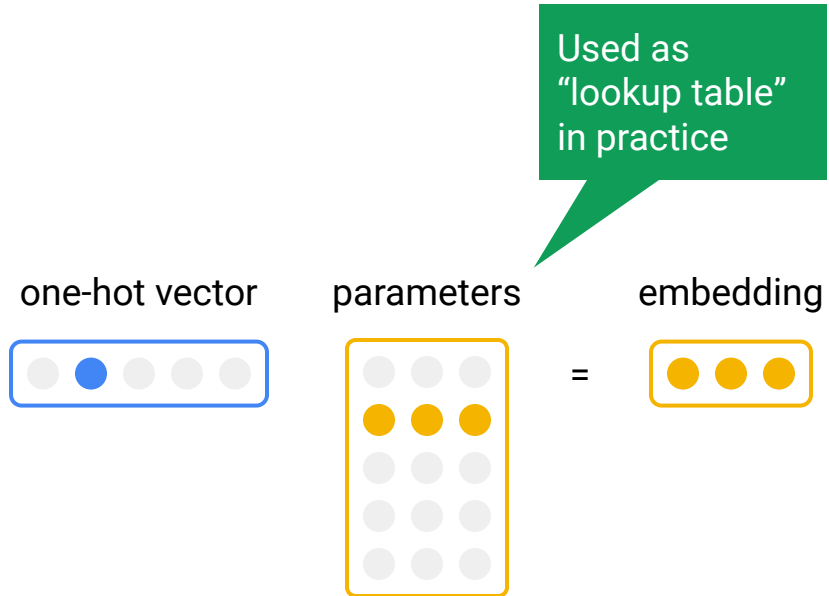 Used as
“lookup table”
in practice
one-hot vector
parameters
embedding
=